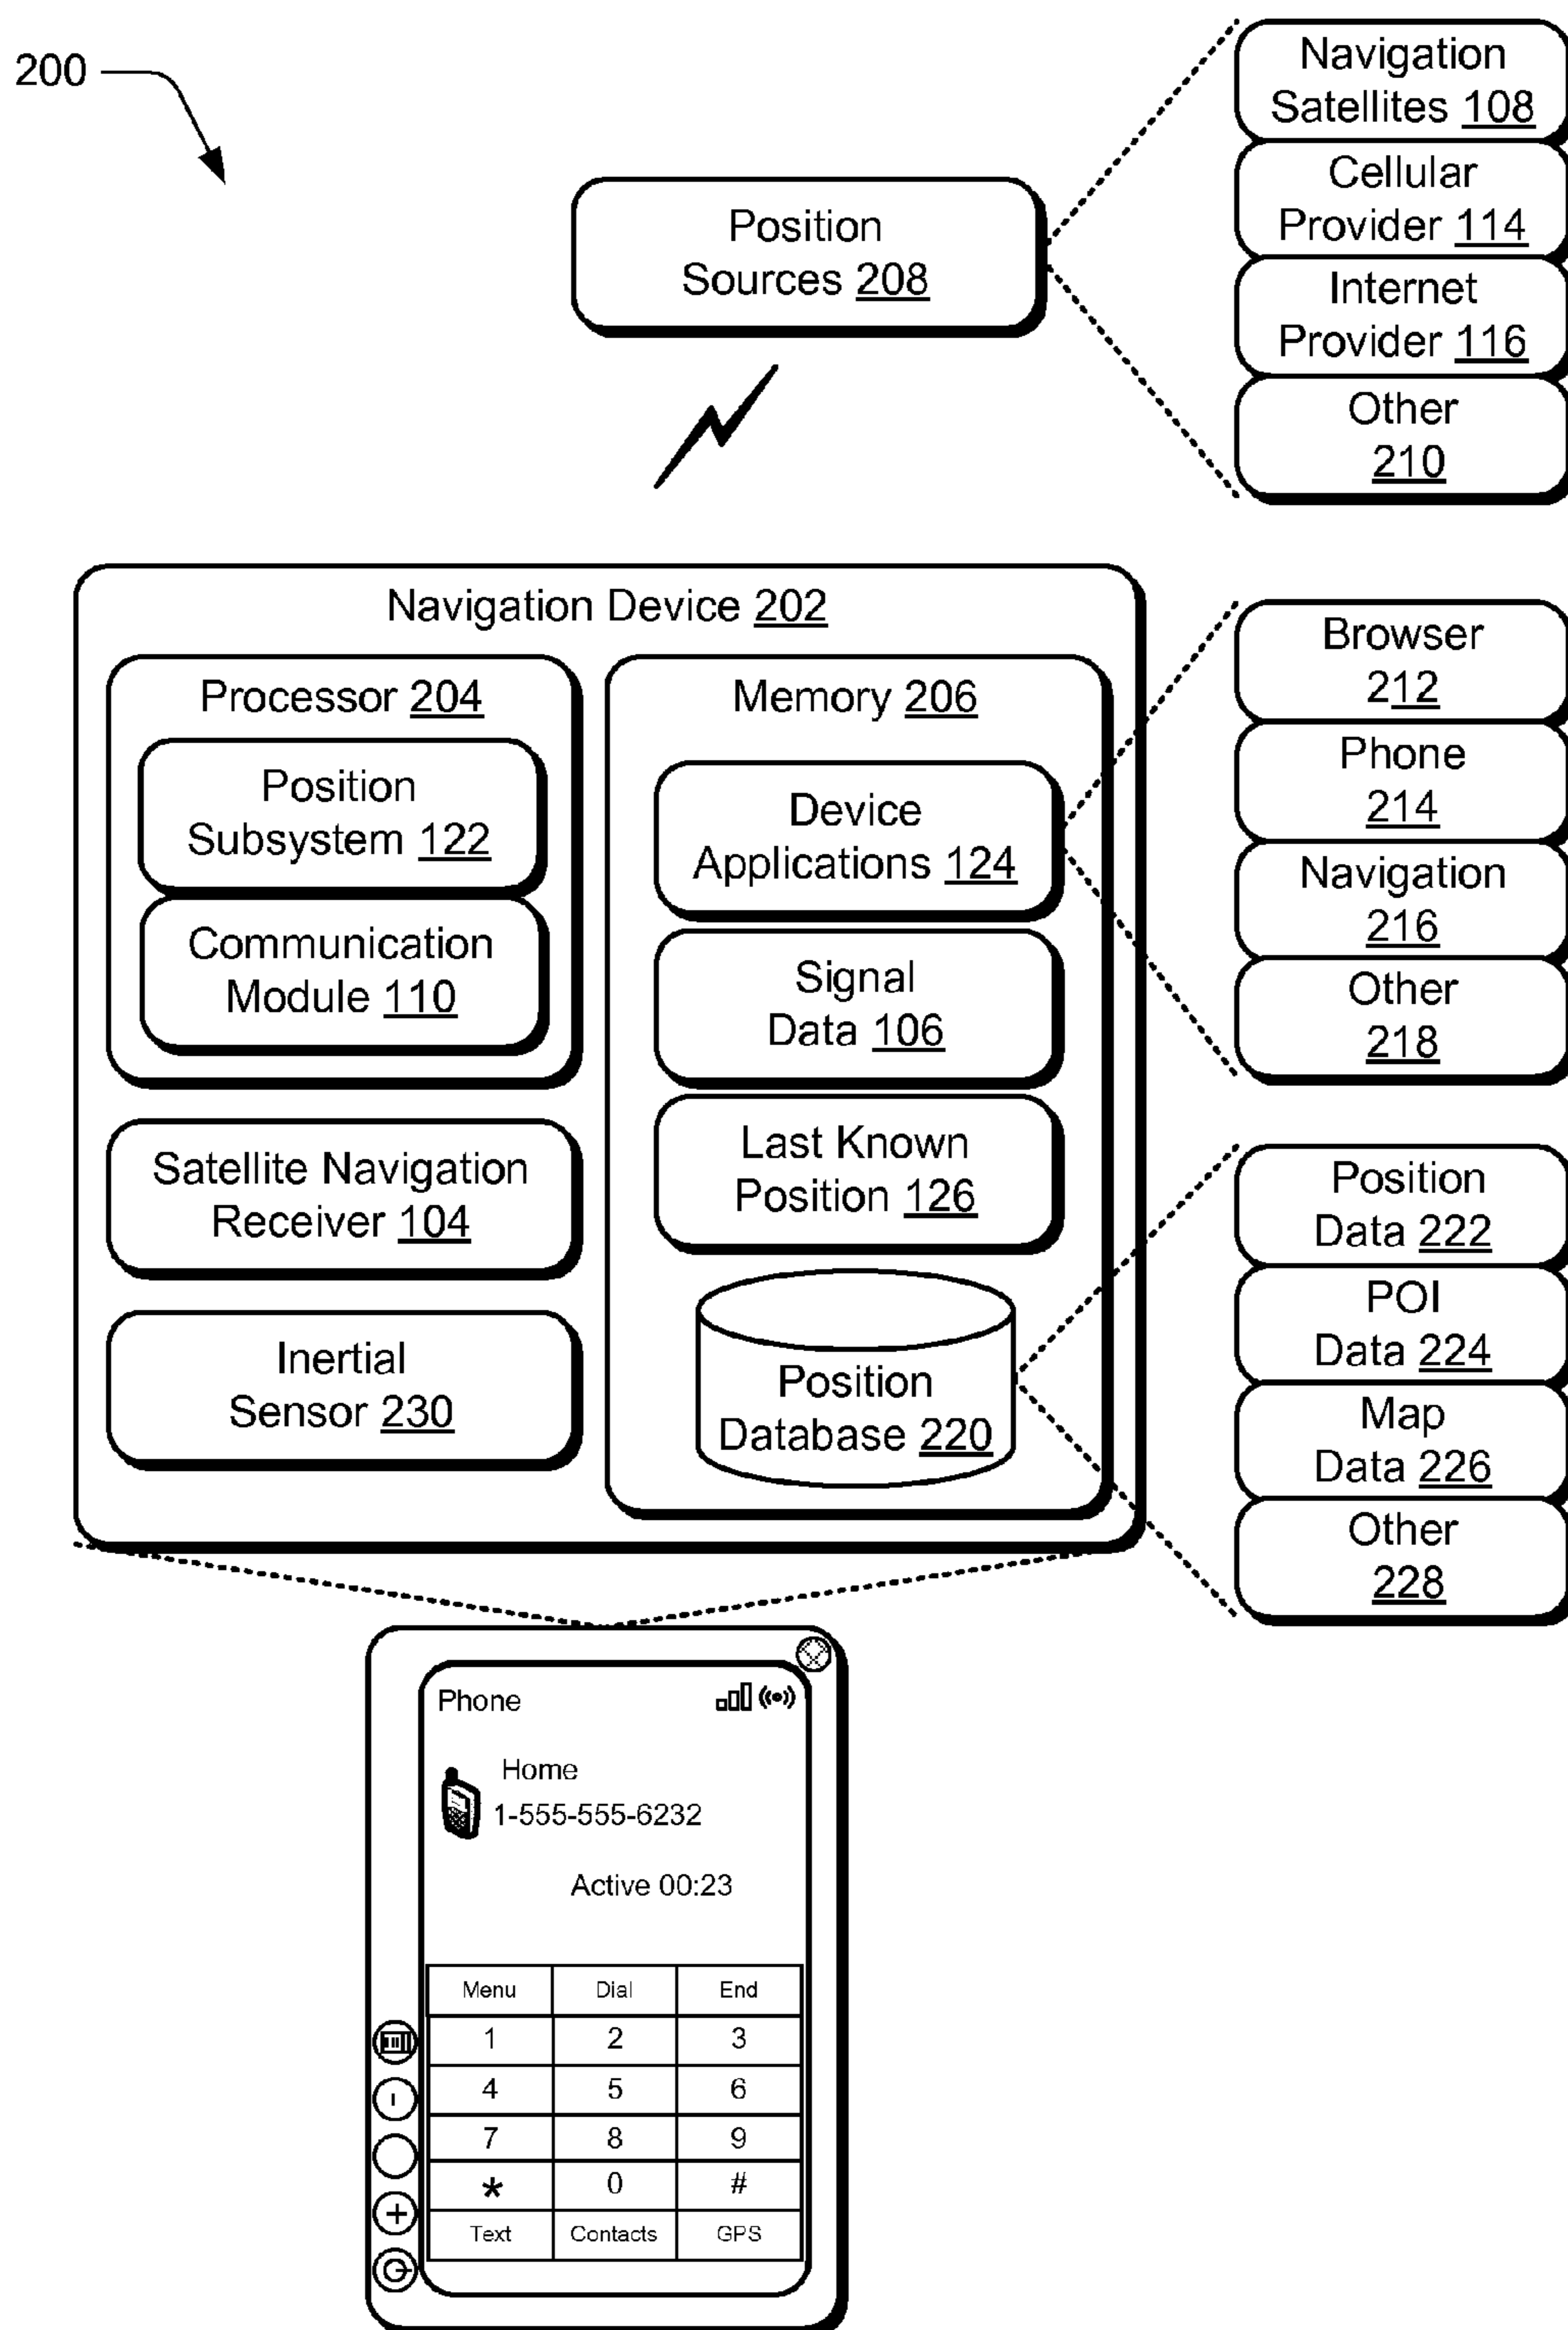 200
Navigation
Satellites 108
Cellular
Provider 114
Internet
Provider 116
Other
210
Position
Sources 208
Navigation Device 202
Processor 204
Position
Subsystem 122
Communication
Module 110
Satellite Navigation
Receiver 104
Inertial
Sensor 230
Memory 206
Device
Applications 124
Signal
Data 106
Last Known
Position 126
Position
Database 220
Browser
212
Phone
214
Navigation
216
Other
218
Position
Data 222
POI
Data 224
Map
Data 226
Other
228
Phone
Home
1-555-555-6232
Active 00:23
Menu Dial End
1 2 3
4 5 6
7 8 9
* 0 #
Text Contacts GPS